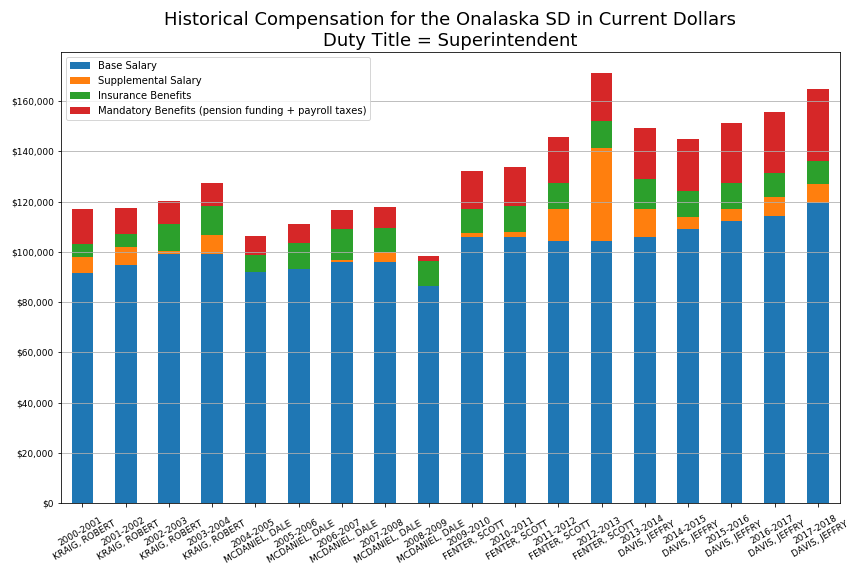 Historical Compensation for the Onalaska SD in Current Dollars
Duty Title = Superintendent
Base Salary
Supplemental Salary
Insurance Benefits
Mandatory Benefits (pension funding + payroll taxes)
$160,000
$140,000
$120,000
$100,000
$80,000
$60,000
$40,000
$20,000
$0
2000-2001
KRAIG, ROBERT
2001-2002
KRAIG, ROBERT
2002-2003
KRAIG, ROBERT
2003-2004
KRAIG, ROBERT
2004-2005
MCDANIEL, DALE
2005-2006
MCDANIEL, DALE
2006-2007
MCDANIEL, DALE
2007-2008
MCDANIEL, DALE
2008-2009
MCDANIEL, DALE
2009-2010
FENTER, SCOTT
2010-2011
FENTER, SCOTT
2011-2012
FENTER, SCOTT
2012-2013
FENTER, SCOTT
2013-2014
DAVIS, JEFFRY
2014-2015
DAVIS, JEFFRY
2015-2016
DAVIS, JEFFRY
2016-2017
DAVIS, JEFFRY
2017-2018
DAVIS, JEFFRY